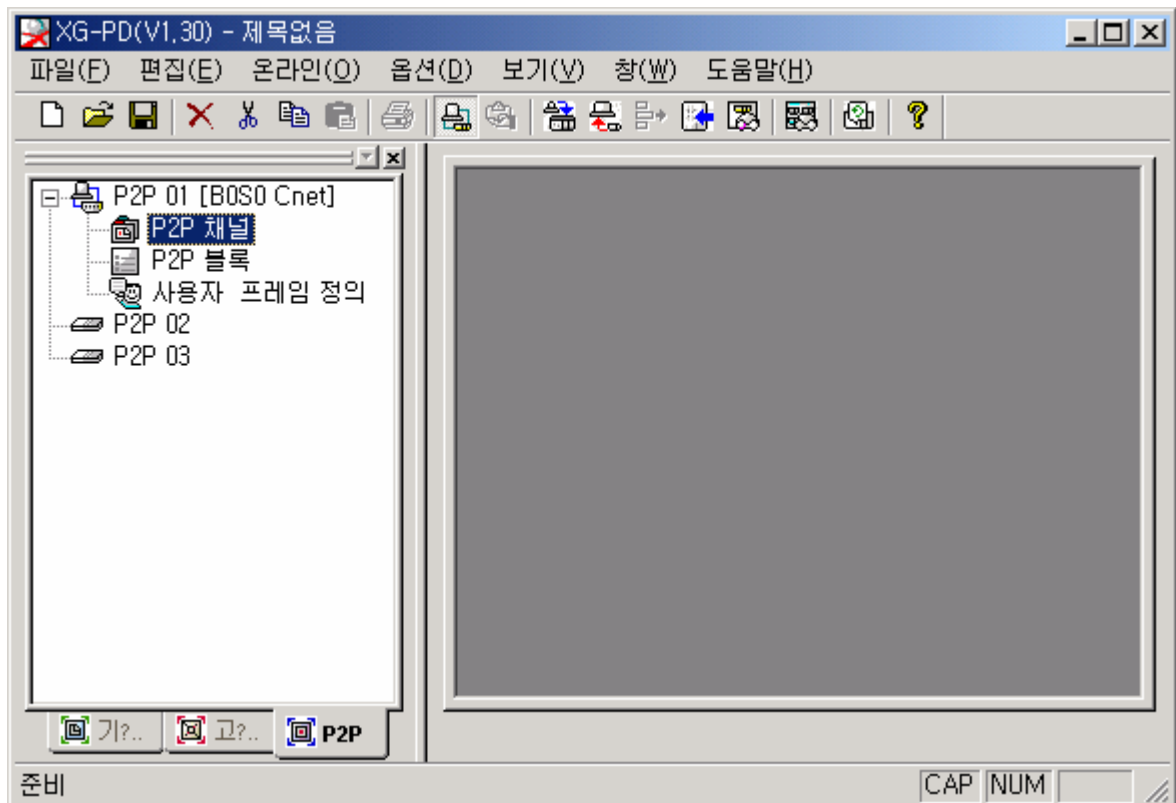 XG-PD(V1,30) - 제목없음
파일(F) 편집(E) 온라인(O) 옵션(D) 보기(V) 창(W) 도움말(H)
P2P 01 [B0S0 Cnet]
P2P 채널
P2P 블록
사용자 프레임 정의
P2P 02
P2P 03
기?.. 고?.. P2P
준비 CAP NUM